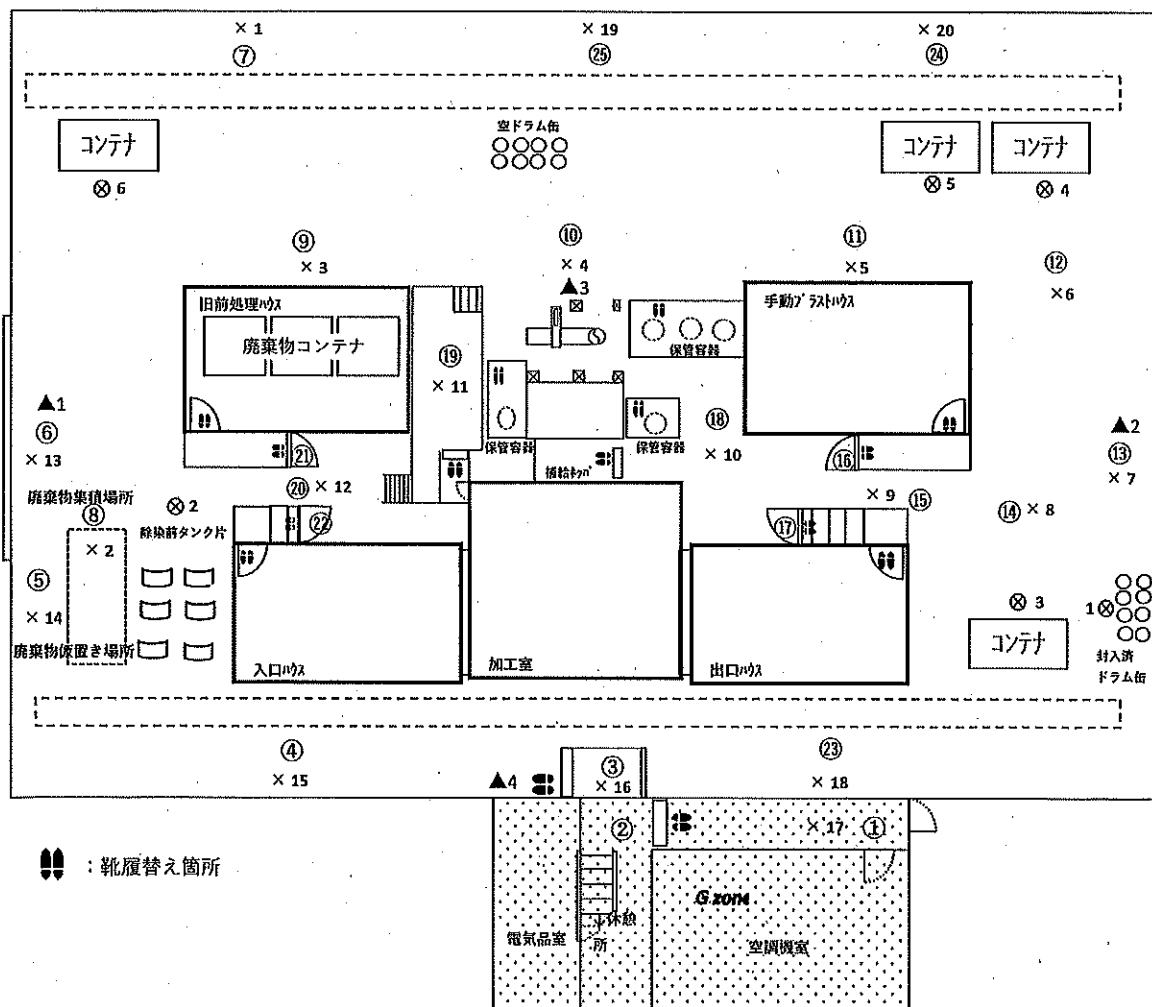 × 1
× 19
× 20
⑦
㉕
㉔
コンテナ
空ドラム缶
コンテナ
コンテナ
⊗ 6
⊗ 5
⊗ 4
⑨
× 3
⑩
× 4
▲3
⑪
× 5
⑫
×6
旧前処理ハウス
廃棄物コンテナ
⑲
× 11
保管容器
手動ブラストハウス
▲1
⑥
× 13
保管容器
保管容器
⑱
× 10
▲2
⑬
× 7
㉑
⑯
補給キャパ
廃棄物集積場所
⑧
× 2
⊗ 2
除染前タンク片
⑳
× 12
㉒
⑰
× 9
⑮
⑭ × 8
⑤
× 14
廃棄物仮置き場所
入口ハウス
加工室
出口ハウス
⊗ 3
コンテナ
1⊗
封入済
ドラム缶
④
× 15
▲4
③
× 16
㉓
× 18
②
×17
①
：靴履替え箇所
G zone
休憩
所
電気品室
空調機室